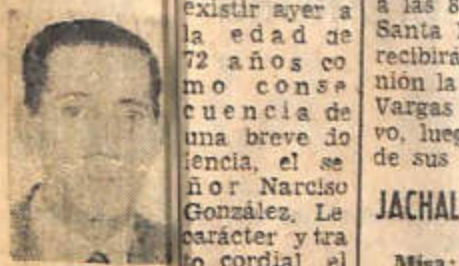 existir ayer a
la edad de
72 años co
mo conse
cuencia de
una breve do
lencia, el se
ñor Narciso
González. Le
carácter y tra
to cordial el
a las 8
Santa
recibirá
nión la
Vargas
vo, lueg
de sus
JACHAL
Misa: